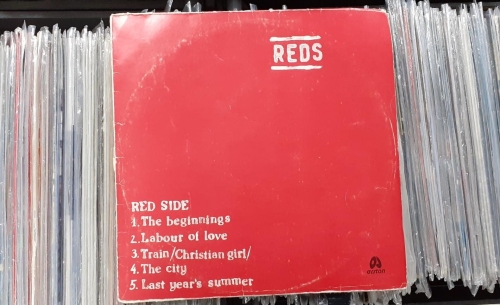 REDS
RED SIDE
1. The beginnings
2. Labour of love
3. Train/Christian girl/
4. The city
5. Last year's summer